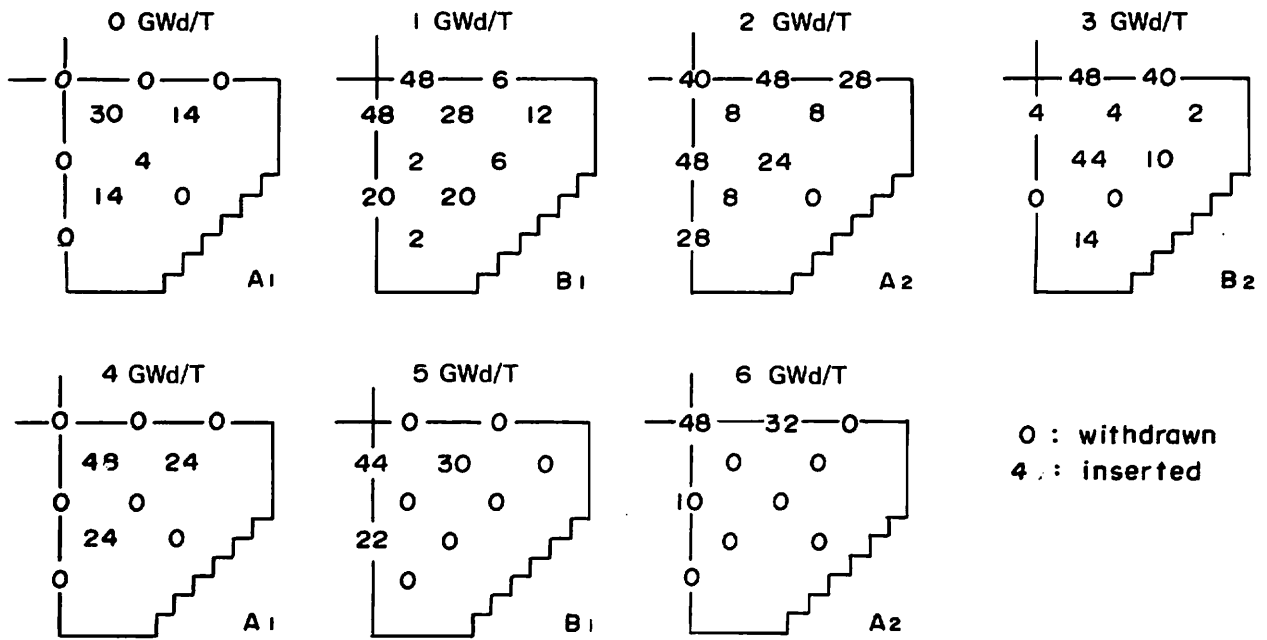 0 GWd/T
0 0 0
30 14
0 4
14 0
0
A1
1 GWd/T
48 6
48 28 12
2 6
20 20
2
B1
2 GWd/T
40 48 28
8 8
48 24
8 0
28
A2
3 GWd/T
48 40
4 4 2
44 10
0 0
14
B2
4 GWd/T
0 0 0
48 24
0 0
24 0
0
A1
5 GWd/T
0 0
44 30 0
0 0
22 0
0
B1
6 GWd/T
48 32 0
0 0
10 0
0 0
0
A2
0 : withdrawn
4 : inserted